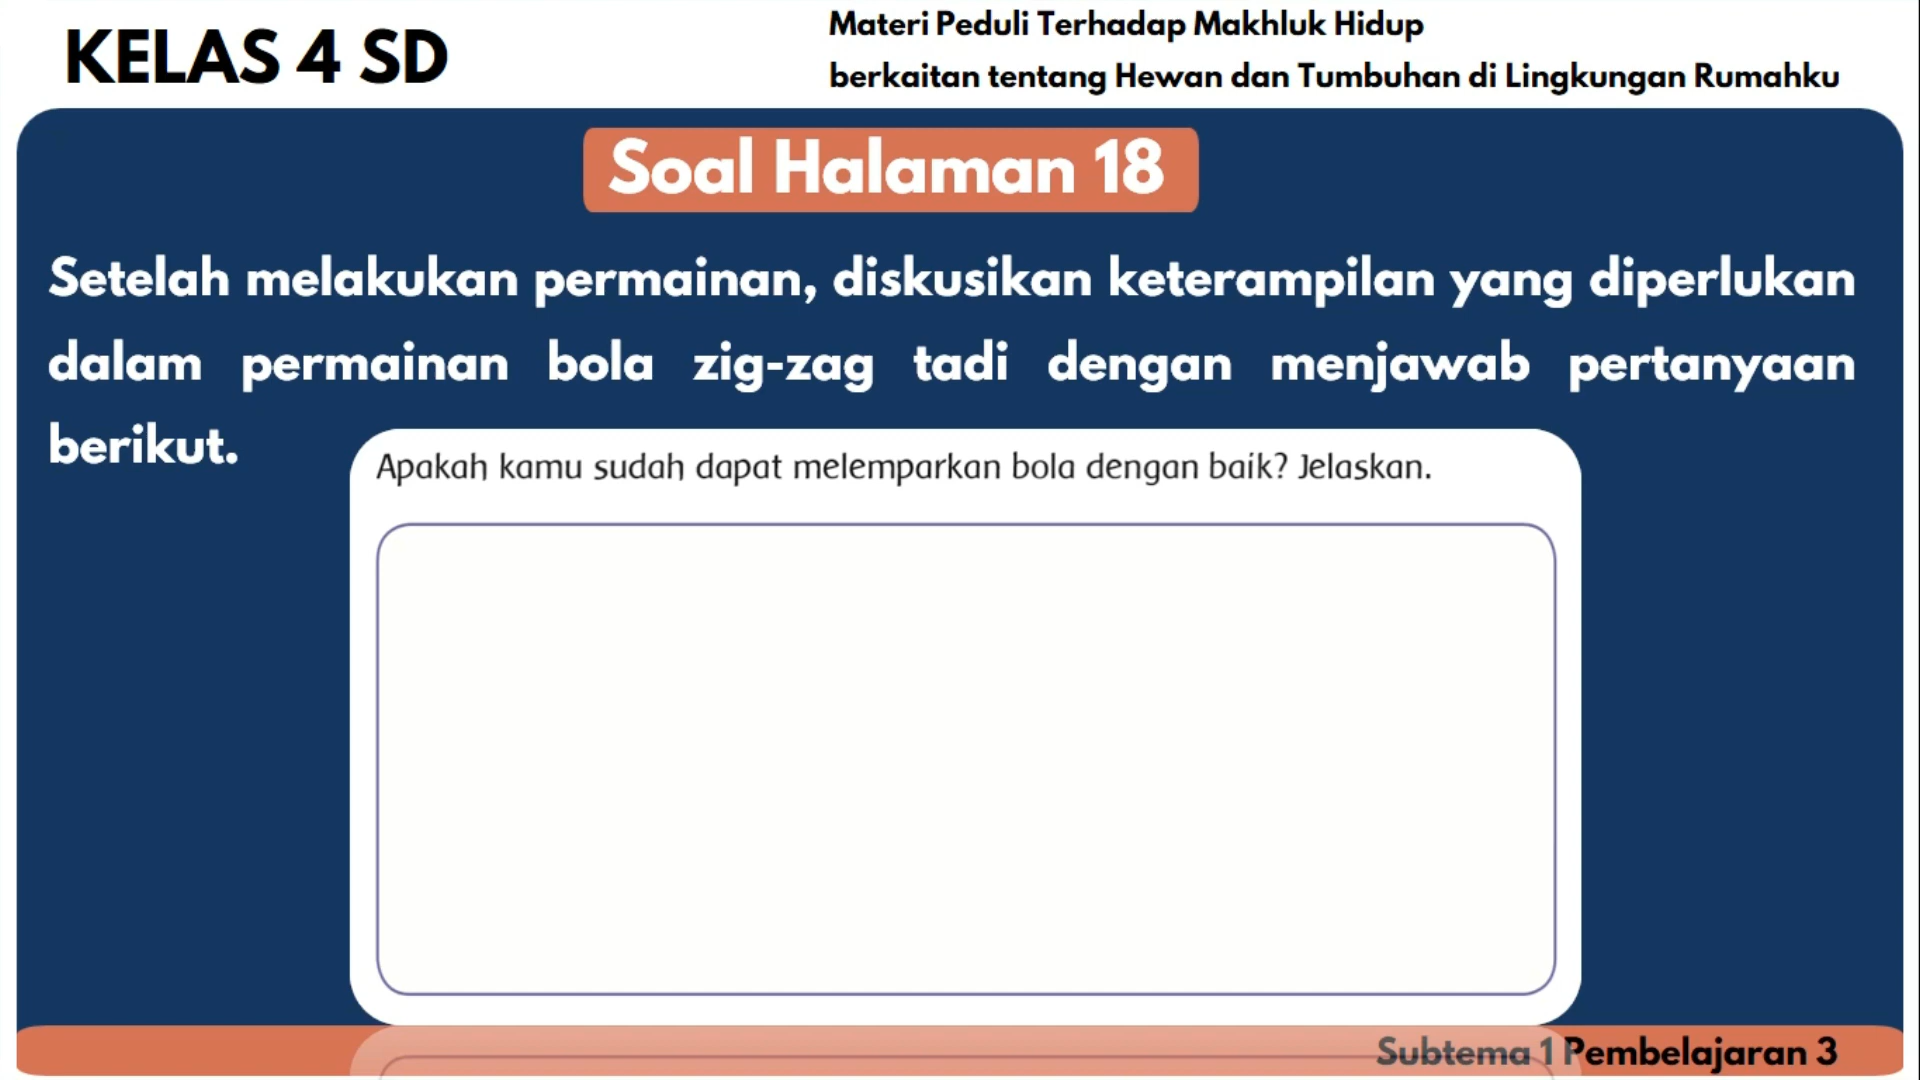 KELAS 4 SD
Materi Peduli Terhadap Makhluk Hidup
berkaitan tentang Hewan dan Tumbuhan di Lingkungan Rumahku
Soal Halaman 18
Setelah melakukan permainan, diskusikan keterampilan yang diperlukan
dalam permainan bola zig-zag tadi dengan menjawab pertanyaan
berikut.
Apakah kamu sudah dapat melemparkan bola dengan baik? Jelaskan.
Subtema 1 Pembelajaran 3